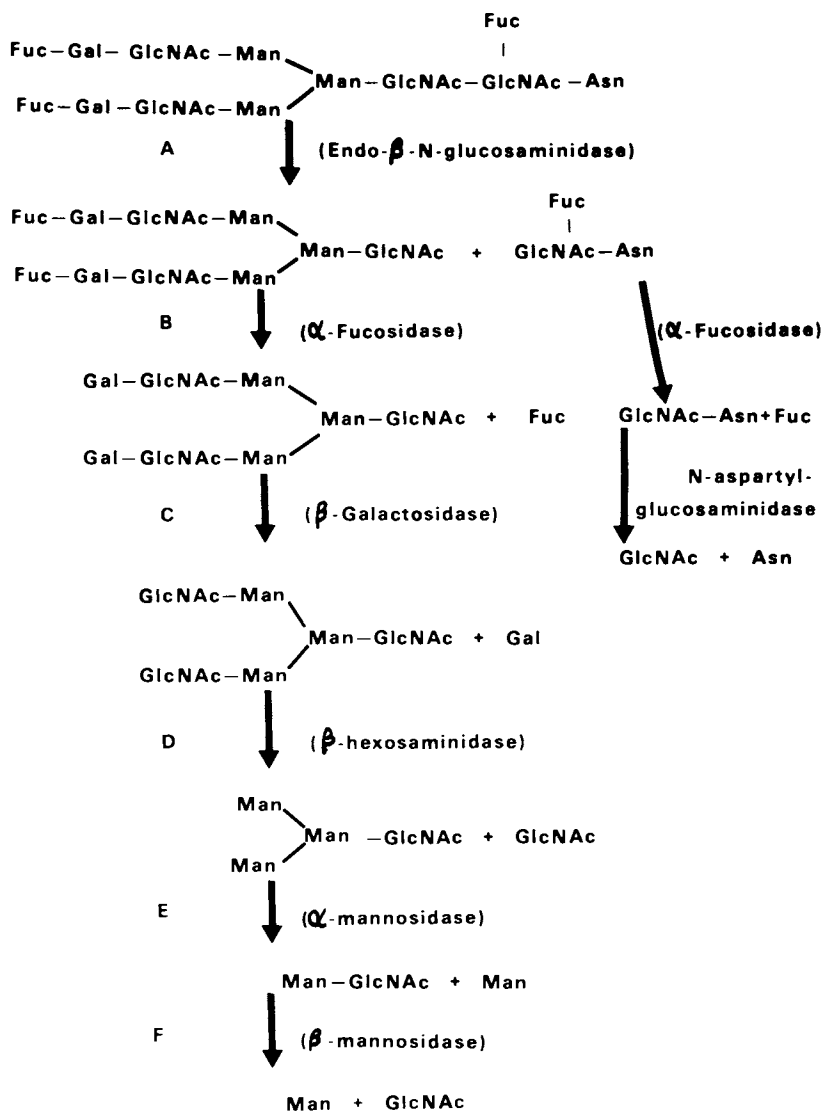 Fuc
Fuc–Gal–GlcNAc–Man
Man–GlcNAc–GlcNAc–Asn
Fuc–Gal–GlcNAc–Man
A
(Endo-β-N-glucosaminidase)
Fuc
Fuc–Gal–GlcNAc–Man
Man–GlcNAc + GlcNAc–Asn
Fuc–Gal–GlcNAc–Man
B
(α-Fucosidase)
(α-Fucosidase)
Gal–GlcNAc–Man
Man–GlcNAc + Fuc
GlcNAc–Asn+Fuc
Gal–GlcNAc–Man
N-aspartyl-
glucosaminidase
C
(β-Galactosidase)
GlcNAc + Asn
GlcNAc–Man
Man–GlcNAc + Gal
GlcNAc–Man
D
(β-hexosaminidase)
Man
Man –GlcNAc + GlcNAc
Man
E
(α-mannosidase)
Man–GlcNAc + Man
F
(β-mannosidase)
Man + GlcNAc